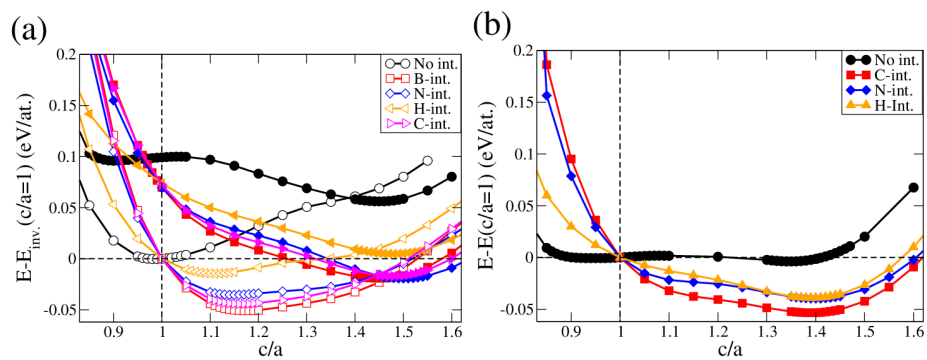 (a)
(b)
0.2
0.15
0.1
0.05
0
-0.05
E-E_inv. (c/a=1) (eV/at.)
No int.
B-int.
N-int.
H-int.
C-int.
0.9 1 1.1 1.2 1.3 1.4 1.5 1.6
c/a
0.2
0.15
0.1
0.05
0
-0.05
E-E(c/a=1) (eV/at.)
No int.
C-int.
N-int.
H-Int.
0.9 1 1.1 1.2 1.3 1.4 1.5 1.6
c/a